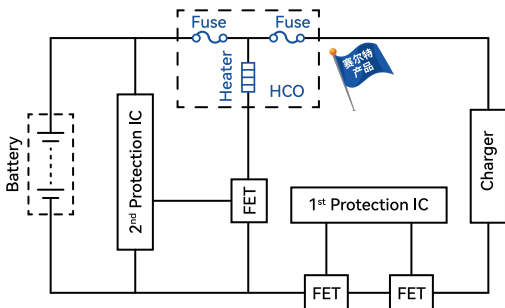 Fuse
Fuse
Heater
HCO
赛尔特
产品
Battery
2nd Protection IC
FET
1st Protection IC
Charger
FET
FET